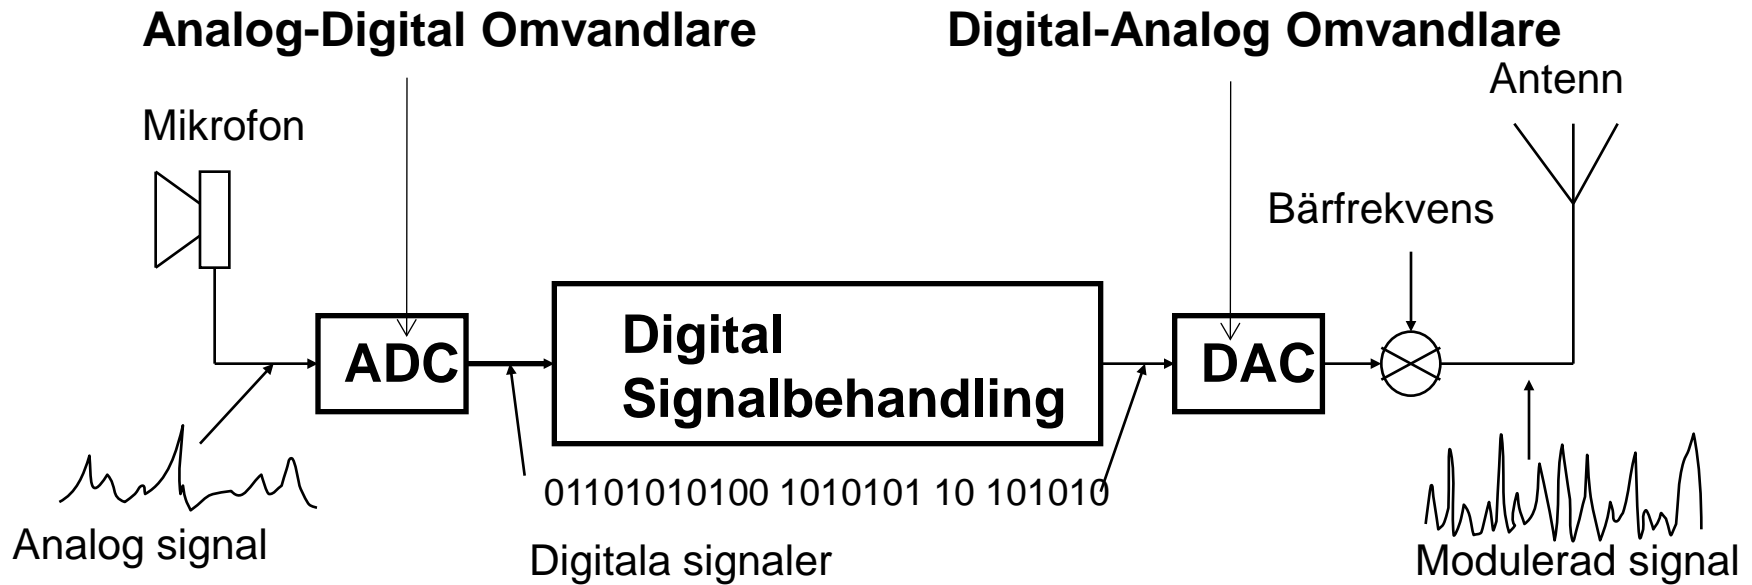 Analog-Digital Omvandlare
Digital-Analog Omvandlare
Antenn
Mikrofon
Bärfrekvens
ADC
Digital
Signalbehandling
DAC
01101010100 1010101 10 101010
Analog signal
Digitala signaler
Modulerad signal